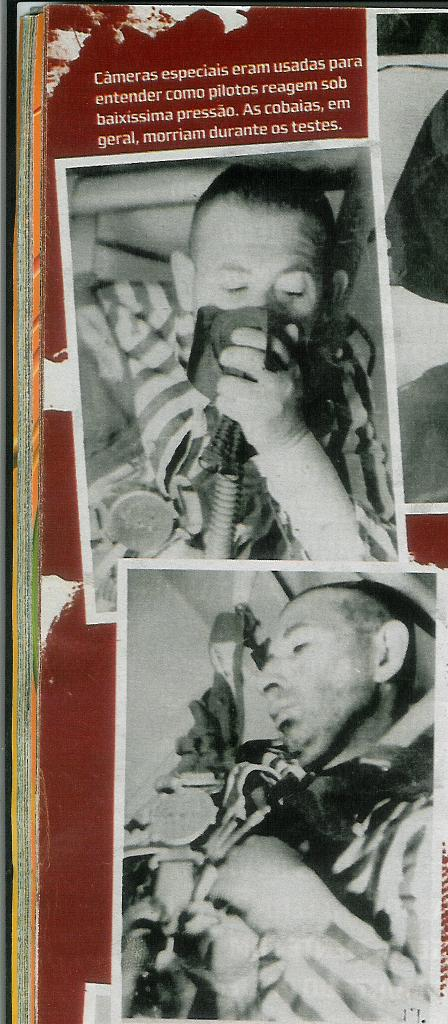 Câmeras especiais eram usadas para
entender como pilotos reagem sob
baixíssima pressão. As cobaias, em
geral, morriam durante os testes.
17.